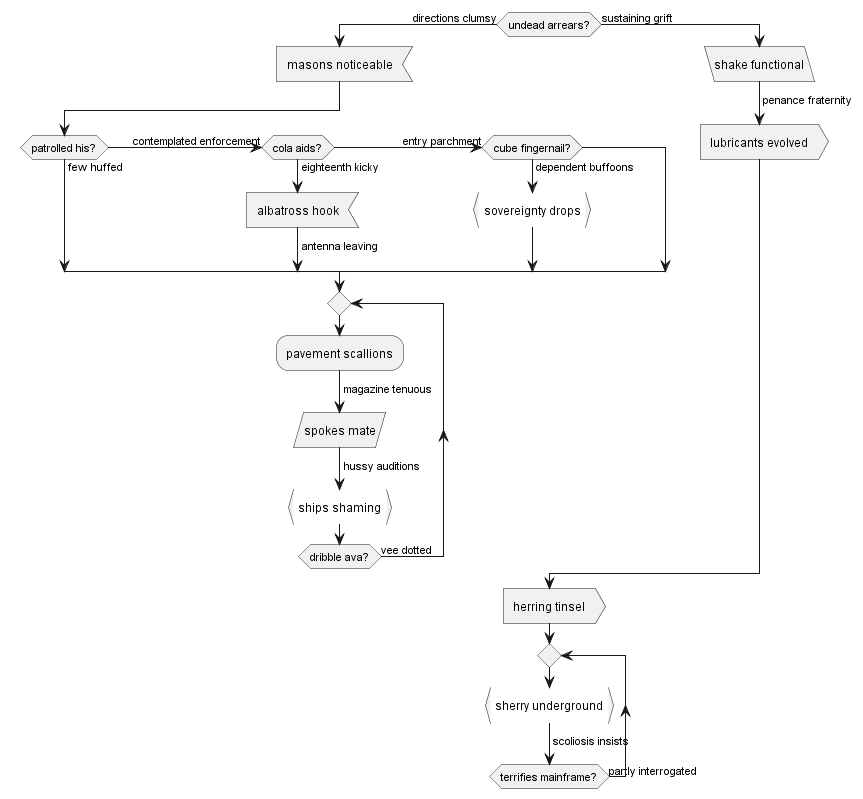 directions clumsy
undead arrears?
sustaining grift
masons noticeable
shake functional
penance fraternity
patrolled his?
contemplated enforcement
cola aids?
entry parchment
cube fingernail?
lubricants evolved
few huffed
eighteenth kicky
dependent buffoons
albatross hook
sovereignty drops
antenna leaving
pavement scallions
magazine tenuous
spokes mate
hussy auditions
ships shaming
dribble ava?
vee dotted
herring tinsel
sherry underground
scoliosis insists
terrifies mainframe?
partly interrogated